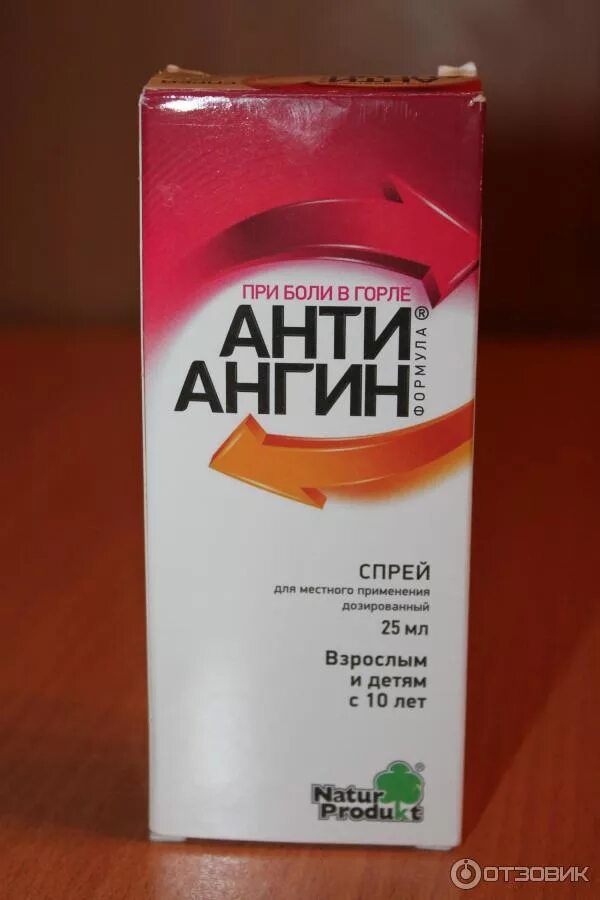 ПРИ БОЛИ В ГОРЛЕ
АНТИ
АНГИН®
ФОРМУЛА
СПРЕЙ
для местного применения
дозированный
25 мл
Взрослым
и детям
с 10 лет
Natur
Produkt®
ОТЗОВИК